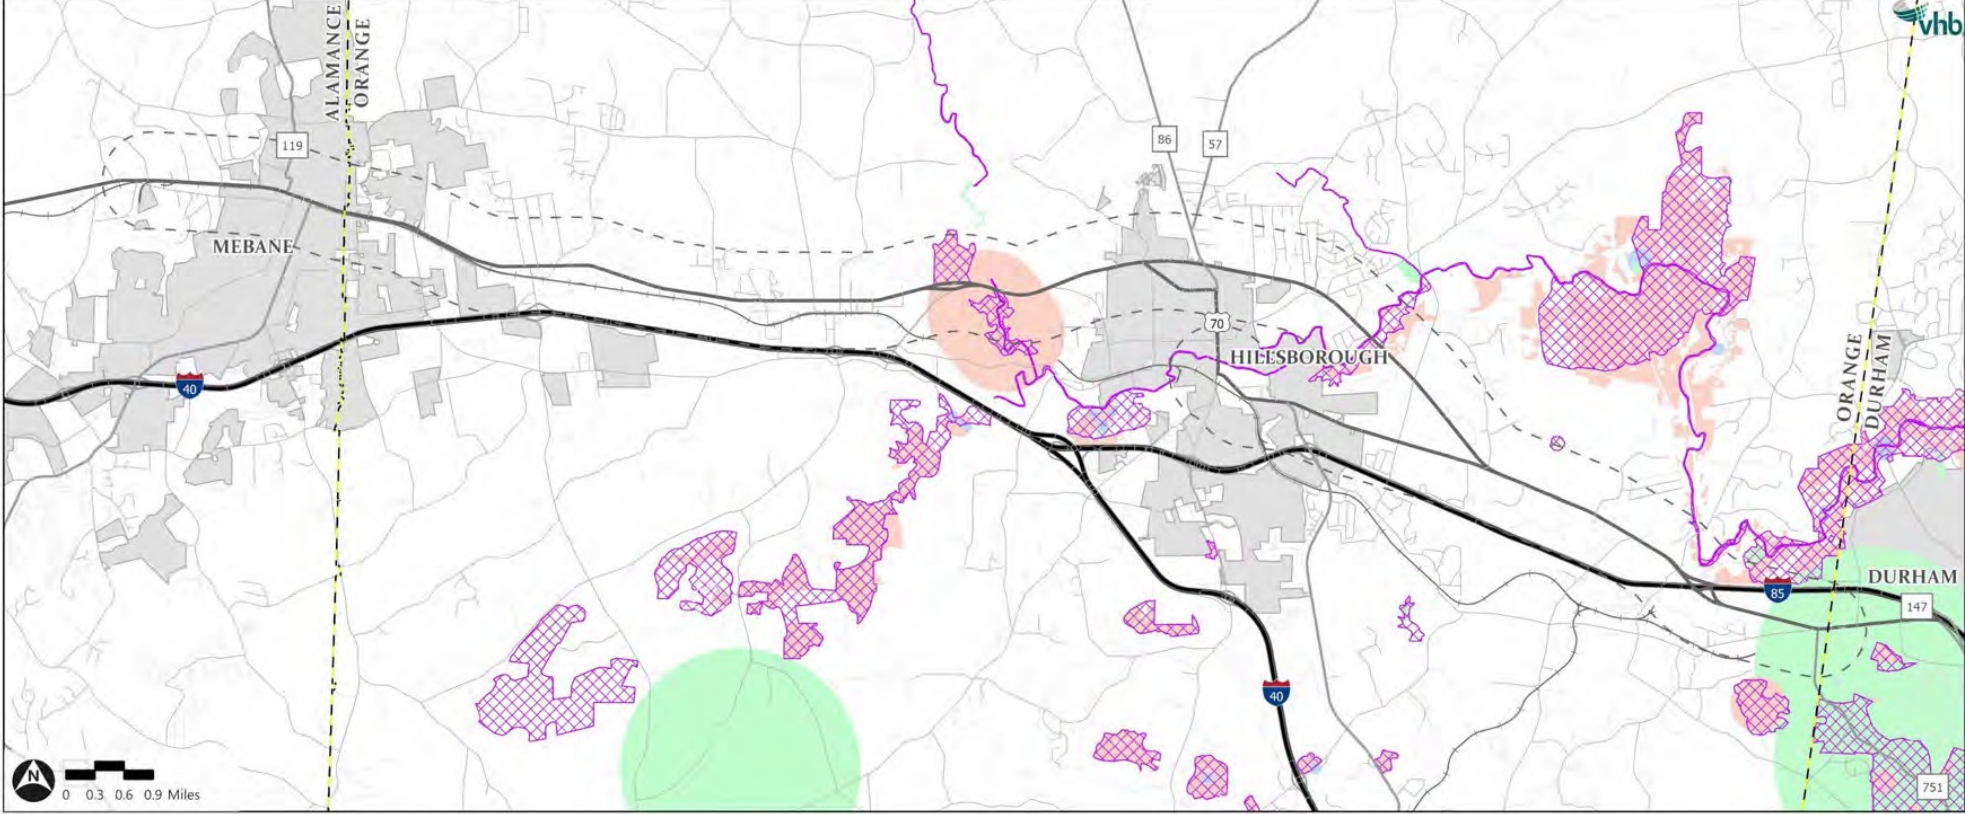 vhb
ALAMANCE
ORANGE
119
86
57
MEBANE
70
HILLSBOROUGH
40
ORANGE
DURHAM
DURHAM
85
147
40
751
N
0 0.3 0.6 0.9 Miles